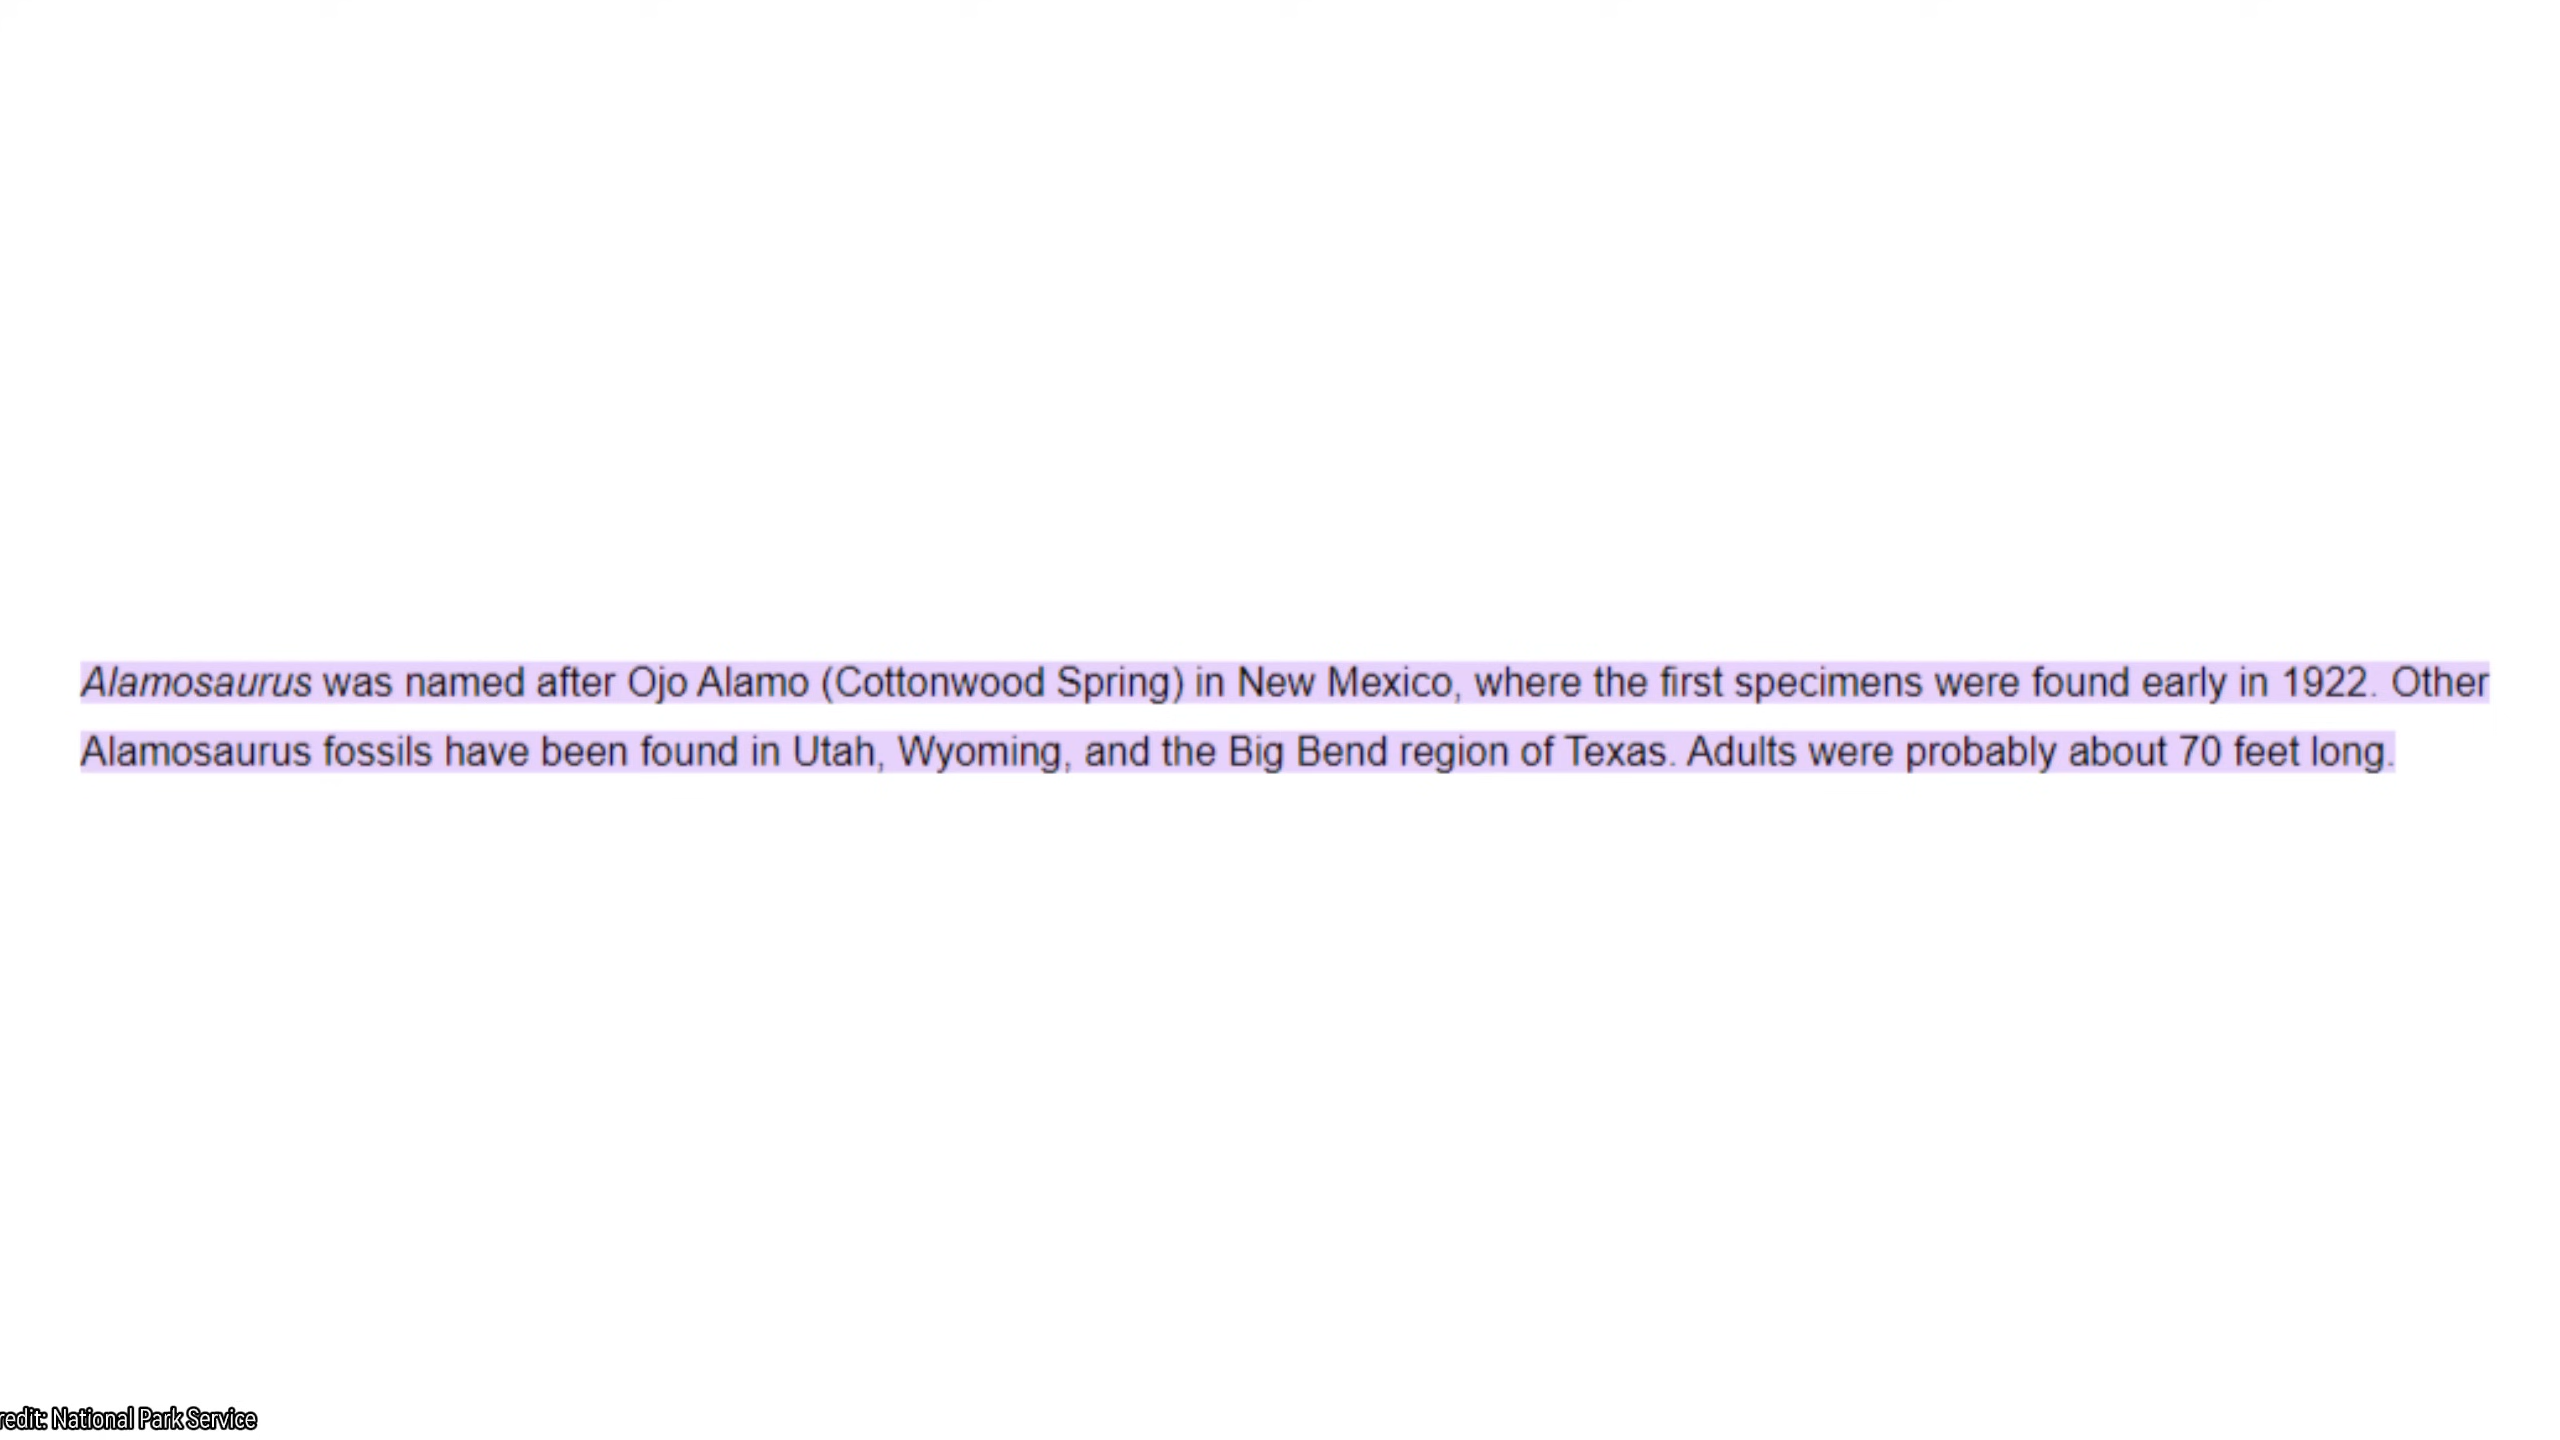 Alamosaurus was named after Ojo Alamo (Cottonwood Spring) in New Mexico, where the first specimens were found early in 1922. Other
Alamosaurus fossils have been found in Utah, Wyoming, and the Big Bend region of Texas. Adults were probably about 70 feet long.
redit: National Park Service